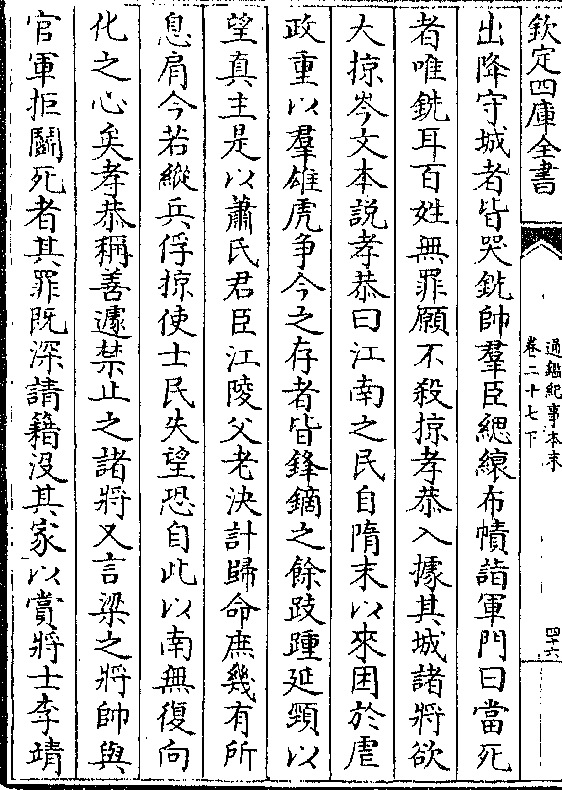 欽定四庫全書
通鑑紀事本末
卷二十七下
四十六
出降守城者皆哭銑帥羣臣緦縗布幘詣軍門曰當死
者唯銑耳百姓無罪願不殺掠孝恭入據其城諸將欲
大掠岑文本說孝恭曰江南之民自隋末以來困於虐
政重以羣雄虎争今之存者皆鋒鏑之餘跂踵延頸以
望真主是以蕭氏君臣江陵父老決計歸命庶幾有所
息肩今若縱兵俘掠使士民失望恐自此以南無復向
化之心矣孝恭稱善遽禁止之諸將又言梁之將帥與
官軍拒鬭死者其罪既深請籍没其家以賞將士李靖